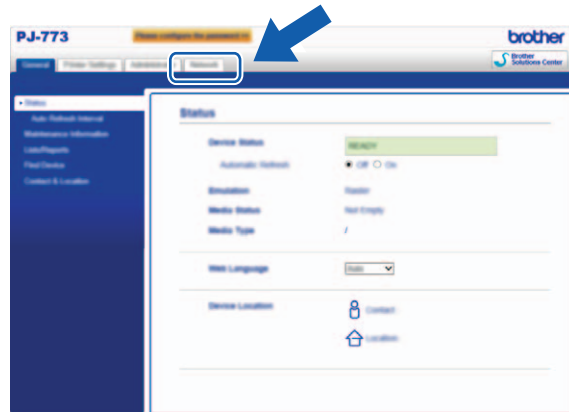 PJ-773
Please configure the password >>
brother
General
Printer Settings
Administrator
Network
Brother
Solutions Center
Status
Auto Refresh Interval
Maintenance Information
Lists/Reports
Find Device
Contact & Location
Status
Device Status
READY
Automatic Refresh
Off
On
Emulation
Raster
Media Status
Not Empty
Media Type
/
Web Language
Auto
Device Location
Contact
Location